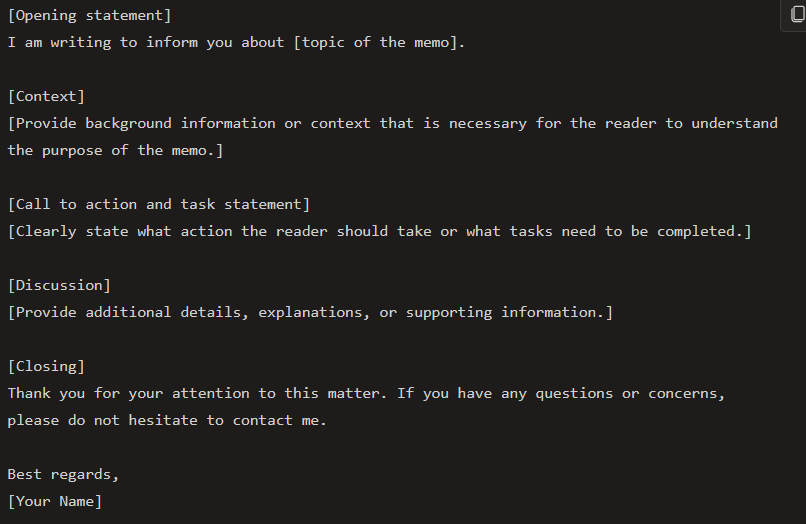 [Opening statement]
I am writing to inform you about [topic of the memo].
[Context]
[Provide background information or context that is necessary for the reader to understand
the purpose of the memo.]
[Call to action and task statement]
[Clearly state what action the reader should take or what tasks need to be completed.]
[Discussion]
[Provide additional details, explanations, or supporting information.]
[Closing]
Thank you for your attention to this matter. If you have any questions or concerns,
please do not hesitate to contact me.
Best regards,
[Your Name]